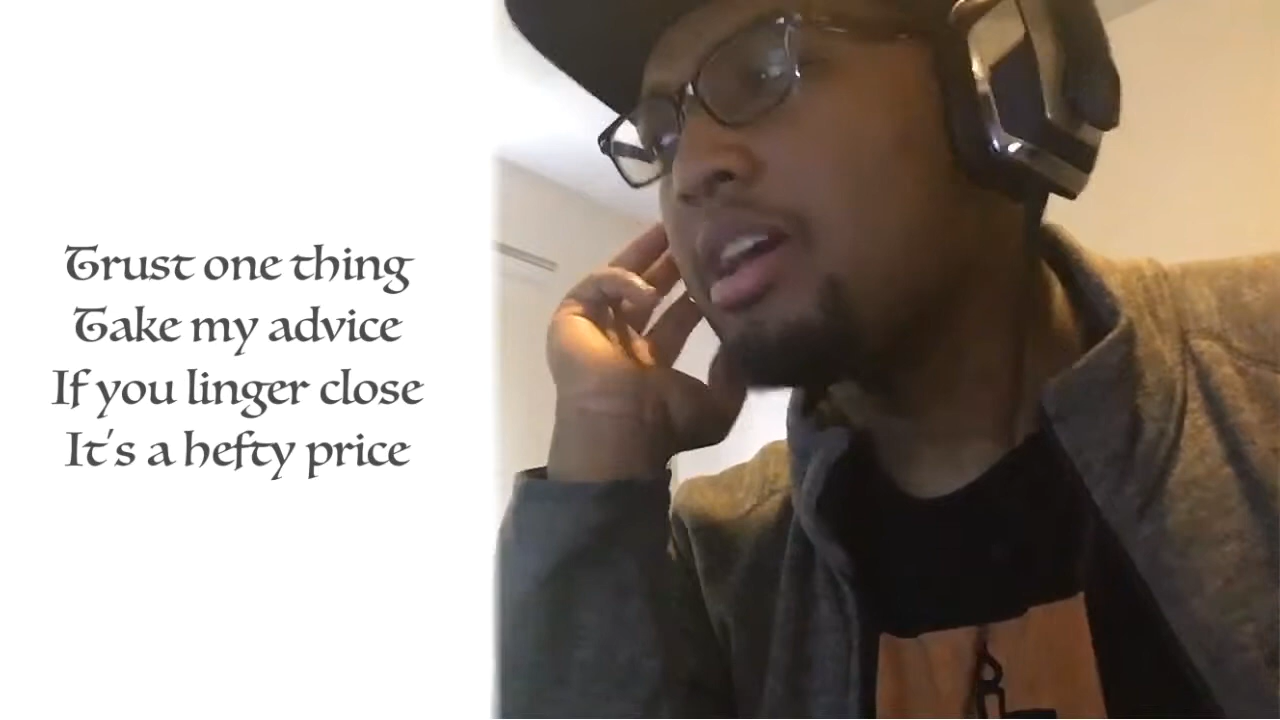 Trust one thing
Take my advice
If you linger close
It's a hefty price